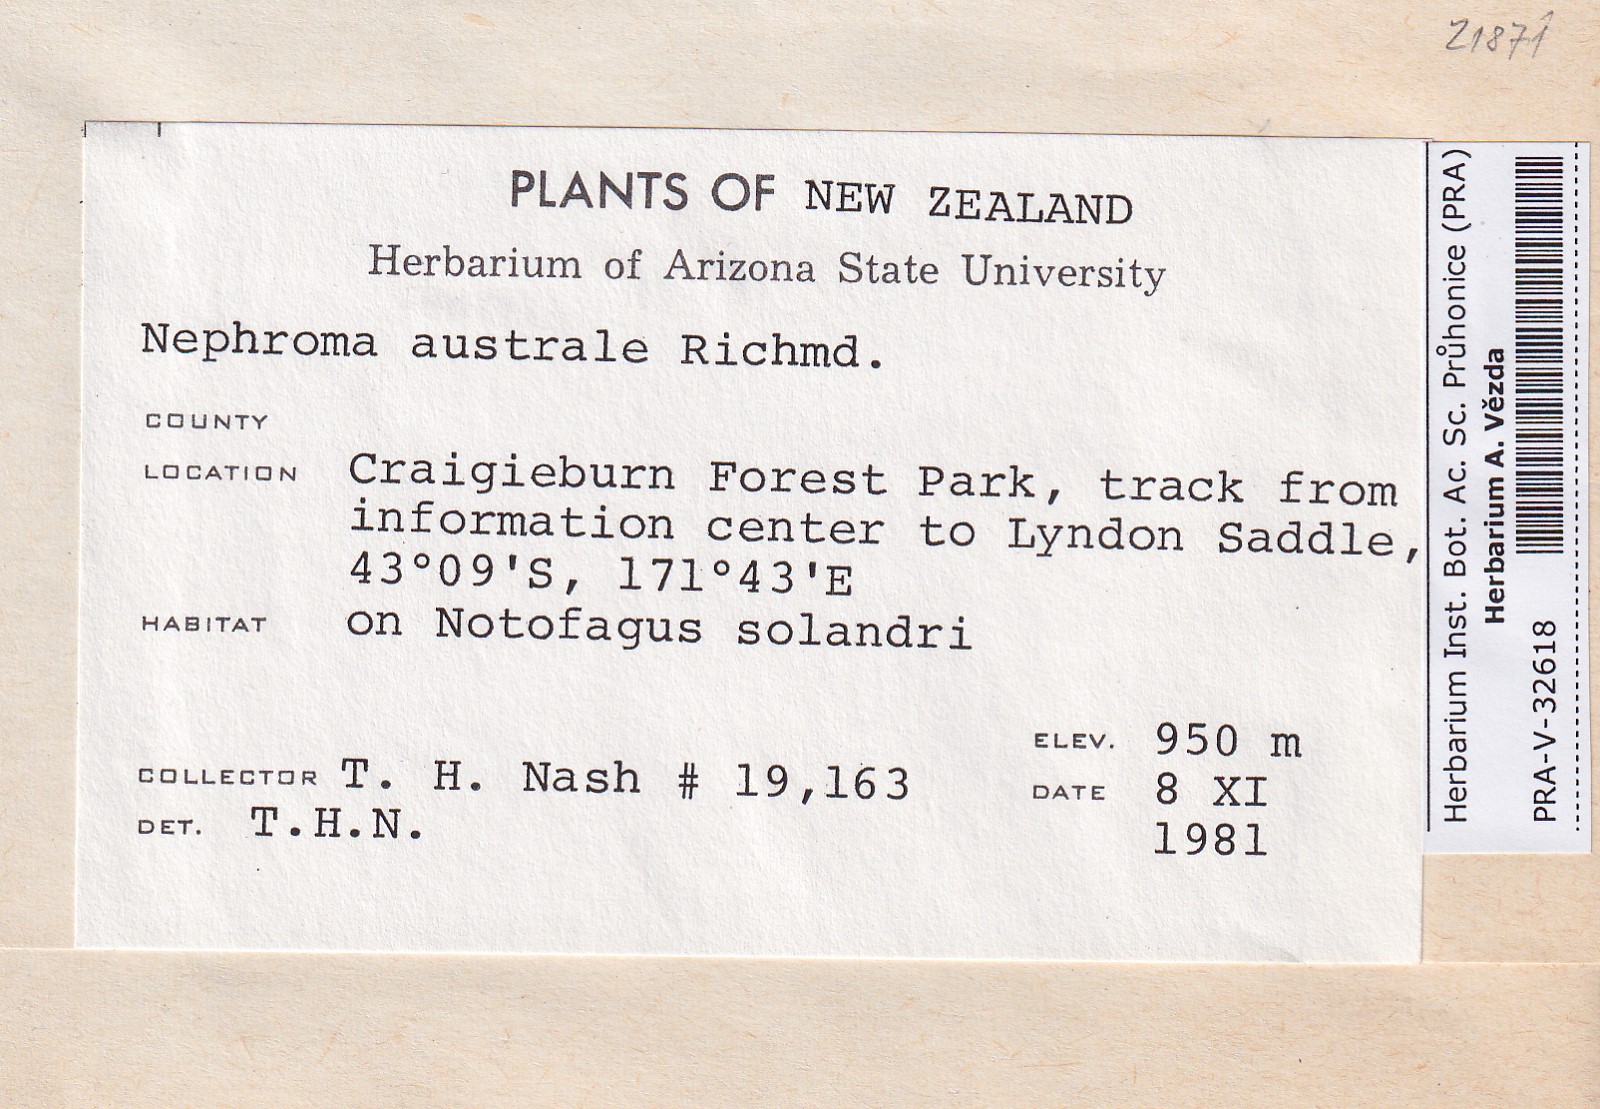 21871
PLANTS OF NEW ZEALAND
Herbarium of Arizona State University
Nephroma australe Richmd.
COUNTY
LOCATION Craigieburn Forest Park, track from
information center to Lyndon Saddle,
43°09'S, 171°43'E
HABITAT on Notofagus solandri
ELEV. 950 m
COLLECTOR T. H. Nash # 19,163
DATE 8 XI
1981
DET. T.H.N.
Herbarium Inst. Bot. Ac. Sc. Průhonice (PRA)
Herbarium A. Vězda
PRA-V-32618